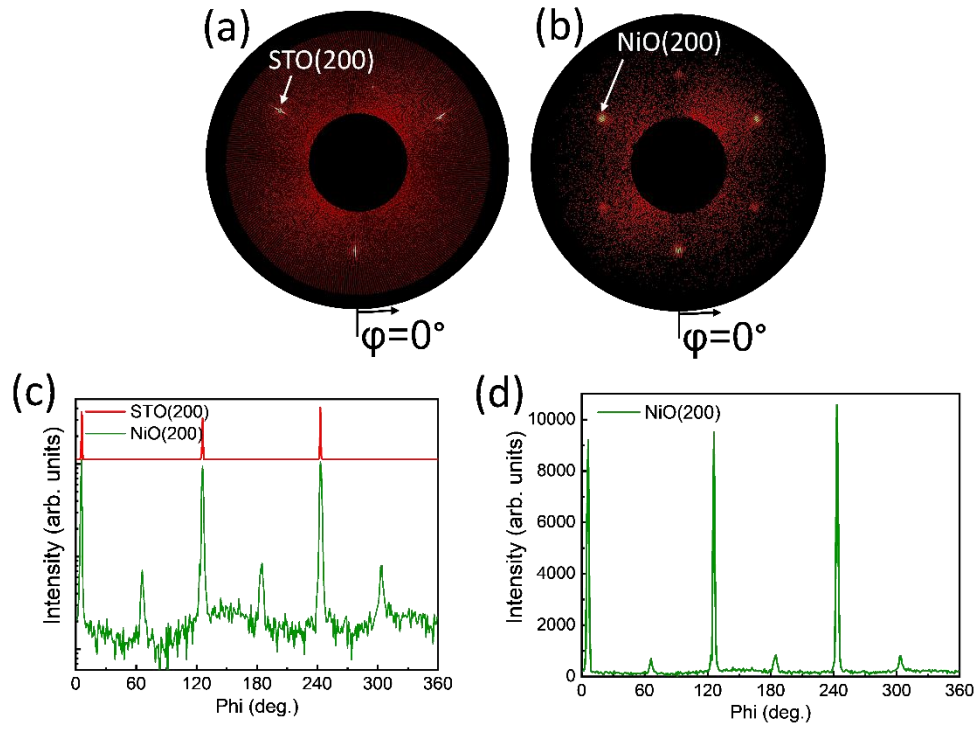 (a)
(b)
STO(200)
NiO(200)
φ=0°
φ=0°
(c)
STO(200)
NiO(200)
Intensity (arb. units)
0 60 120 180 240 300 360
Phi (deg.)
(d)
NiO(200)
Intensity (arb. units)
10000
8000
6000
4000
2000
0
0 60 120 180 240 300 360
Phi (deg.)